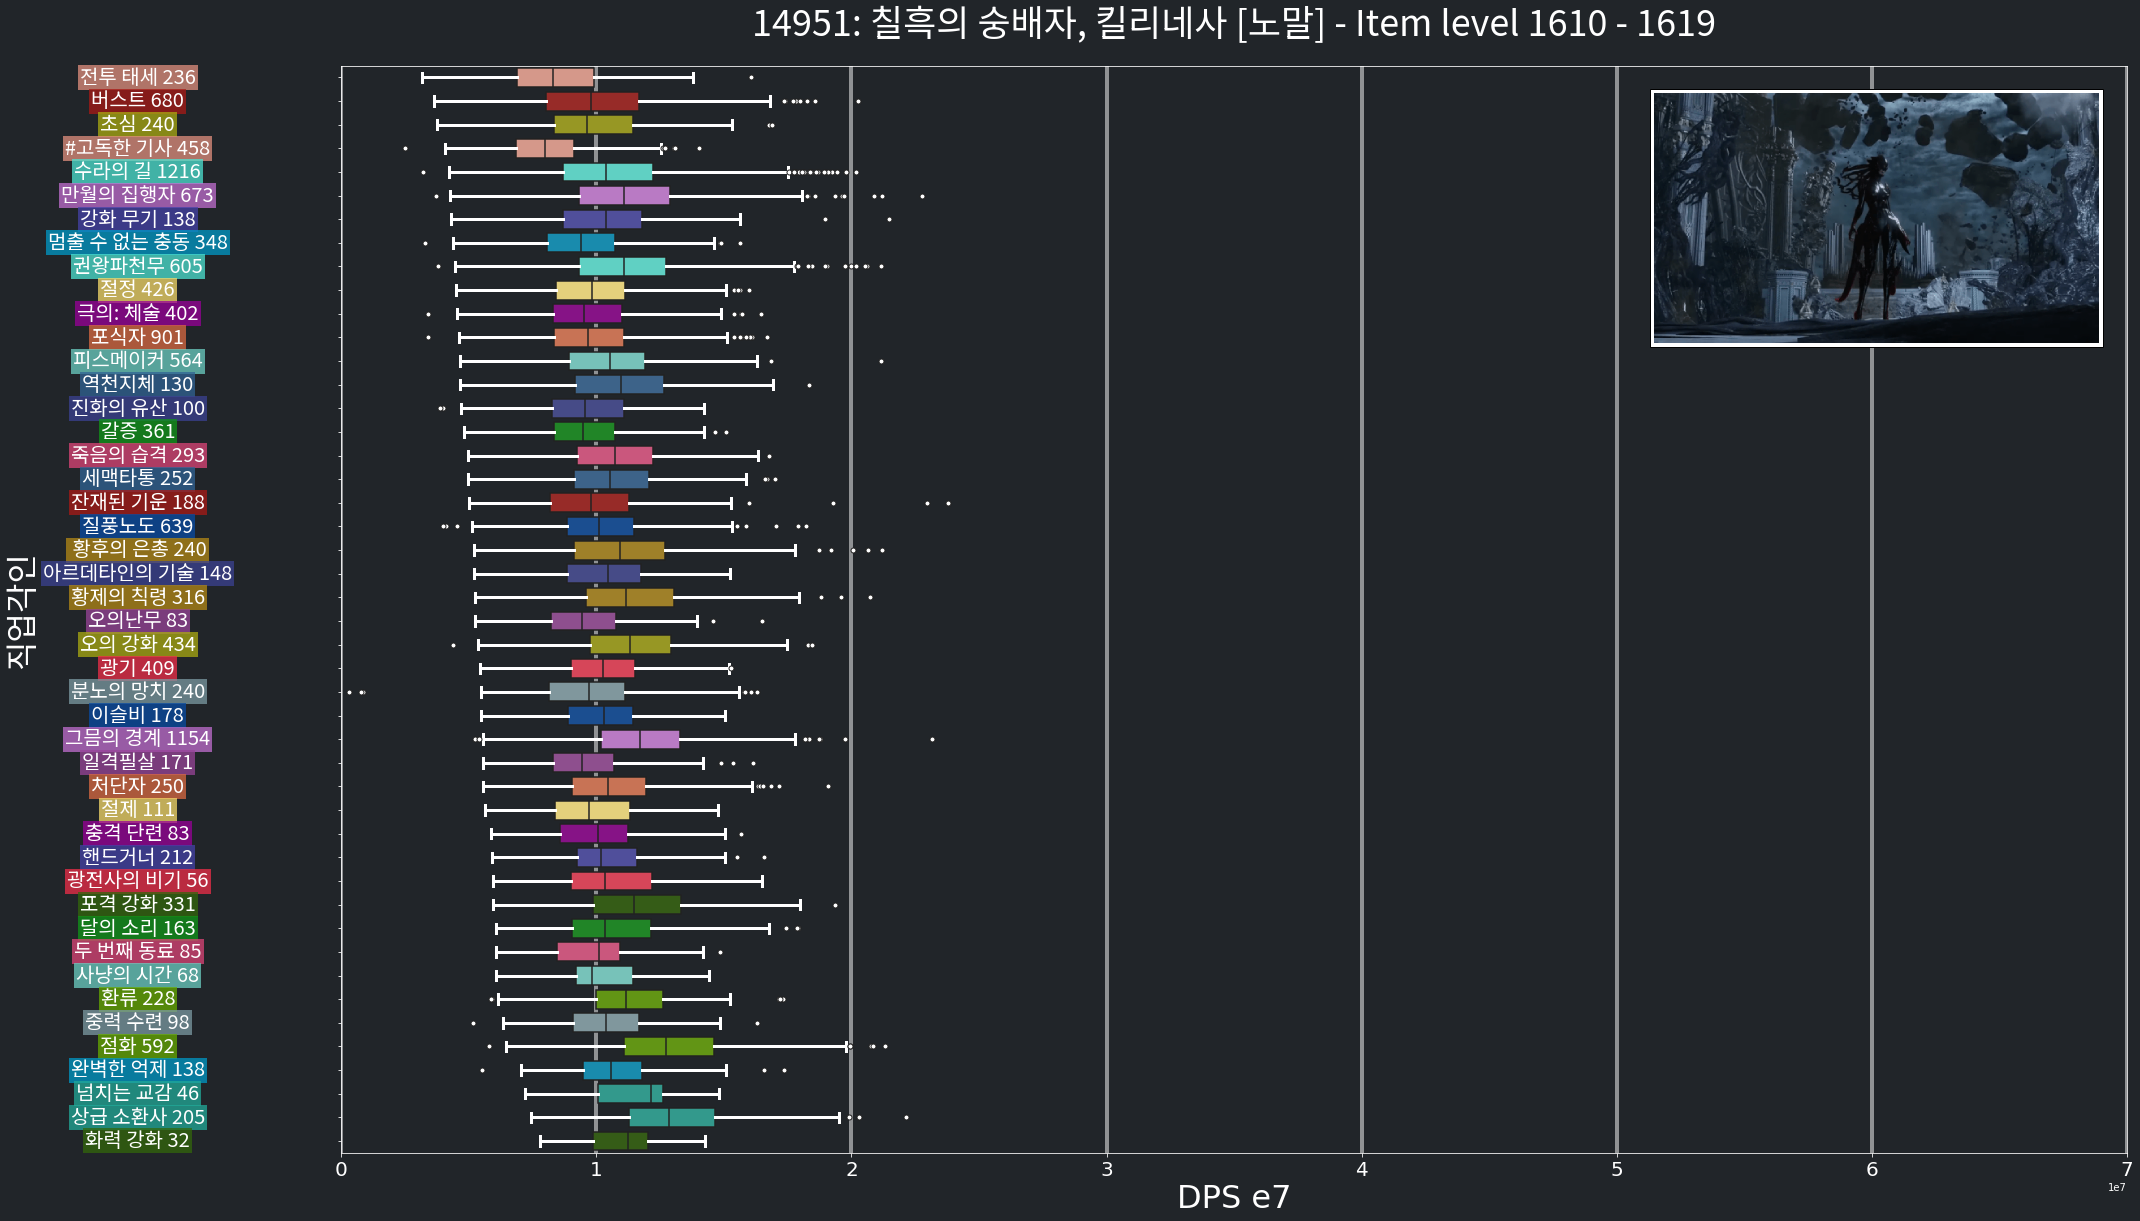 14951: 칠흑의 숭배자, 킬리네사 [노말] - Item level 1610 - 1619
직업각인
전투 태세 236
버스트 680
초심 240
#고독한 기사 458
수라의 길 1216
만월의 집행자 673
강화 무기 138
멈출 수 없는 충동 348
권왕파천무 605
절정 426
극의: 체술 402
포식자 901
피스메이커 564
역천지체 130
진화의 유산 100
갈증 361
죽음의 습격 293
세맥타통 252
잔재된 기운 188
질풍노도 639
황후의 은총 240
아르데타인의 기술 148
황제의 칙령 316
오의난무 83
오의 강화 434
광기 409
분노의 망치 240
이슬비 178
그믐의 경계 1154
일격필살 171
처단자 250
절제 111
충격 단련 83
핸드거너 212
광전사의 비기 56
포격 강화 331
달의 소리 163
두 번째 동료 85
사냥의 시간 68
환류 228
중력 수련 98
점화 592
완벽한 억제 138
넘치는 교감 46
상급 소환사 205
화력 강화 32
0 1 2 3 4 5 6 7
1e7
DPS e7